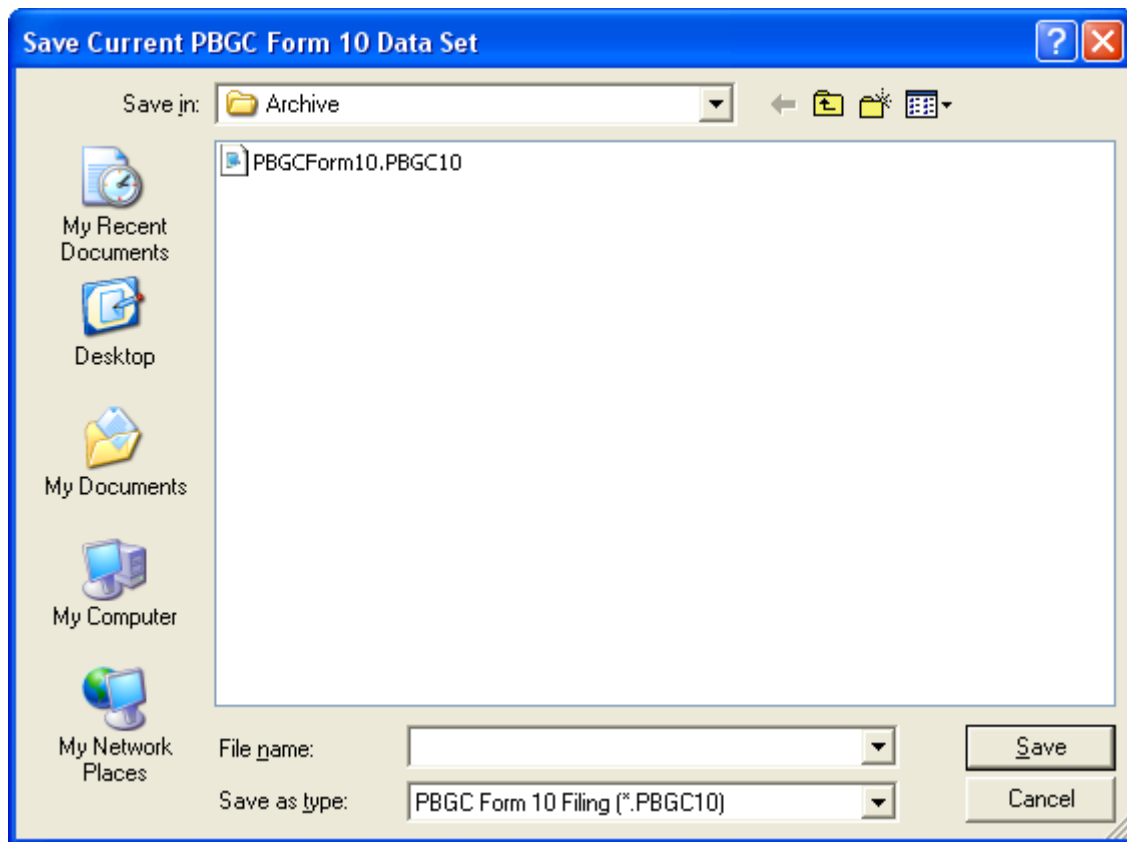 Save Current PBGC Form 10 Data Set
Save in:
Archive
PBGCForm10.PBGC10
My Recent
Documents
Desktop
My Documents
My Computer
My Network
Places
File name:
Save
Save as type:
PBGC Form 10 Filing (*.PBGC10)
Cancel